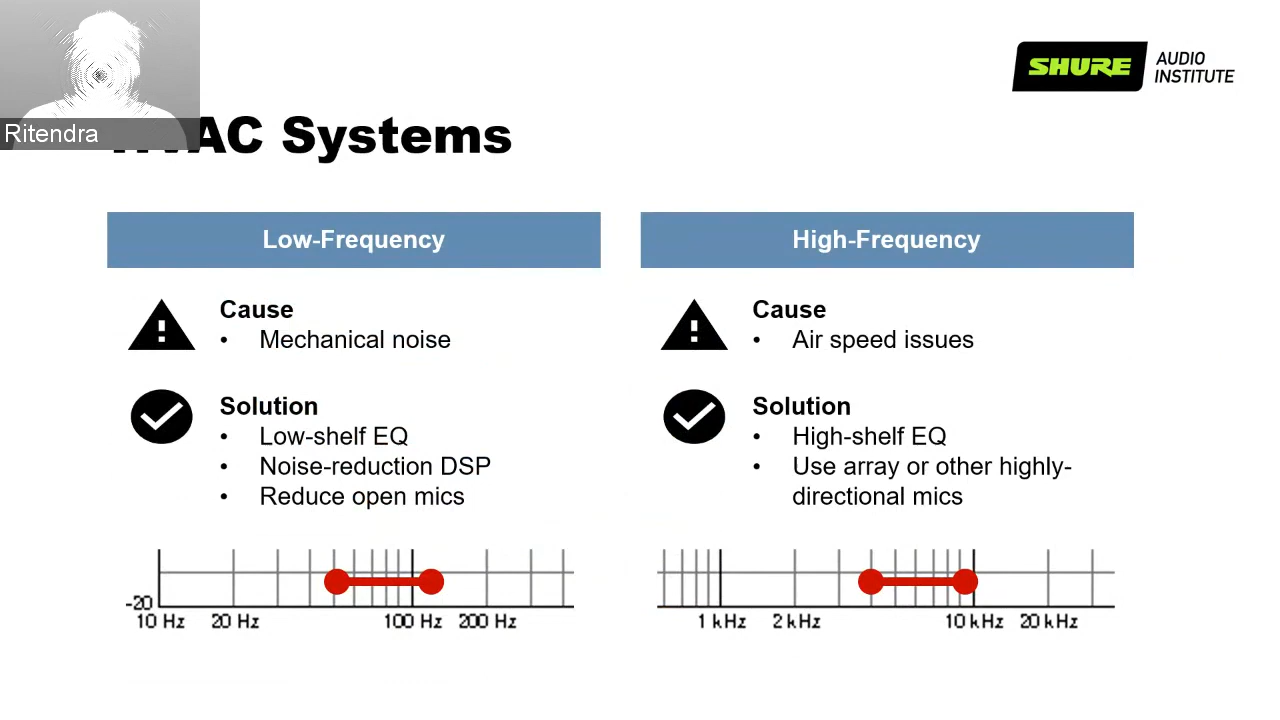 Ritendra
SHURE AUDIO
INSTITUTE
HVAC Systems
Low-Frequency
Cause
• Mechanical noise
Solution
• Low-shelf EQ
• Noise-reduction DSP
• Reduce open mics
-20
10 Hz 20 Hz 100 Hz 200 Hz
High-Frequency
Cause
• Air speed issues
Solution
• High-shelf EQ
• Use array or other highly-
directional mics
1 kHz 2 kHz 10 kHz 20 kHz